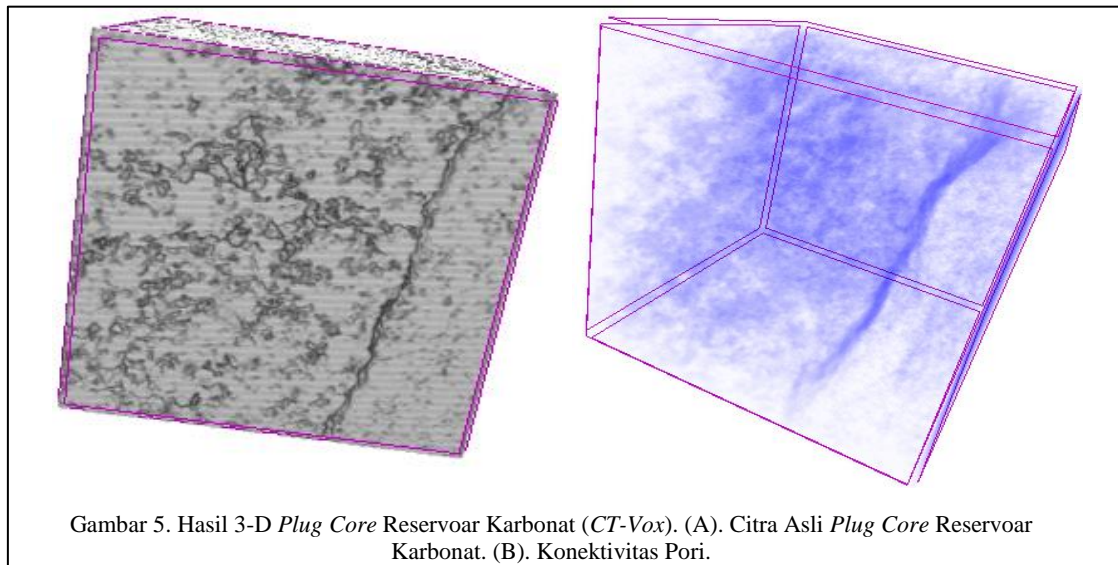 Gambar 5. Hasil 3-D Plug Core Reservoar Karbonat (CT-Vox). (A). Citra Asli Plug Core Reservoar
Karbonat. (B). Konektivitas Pori.